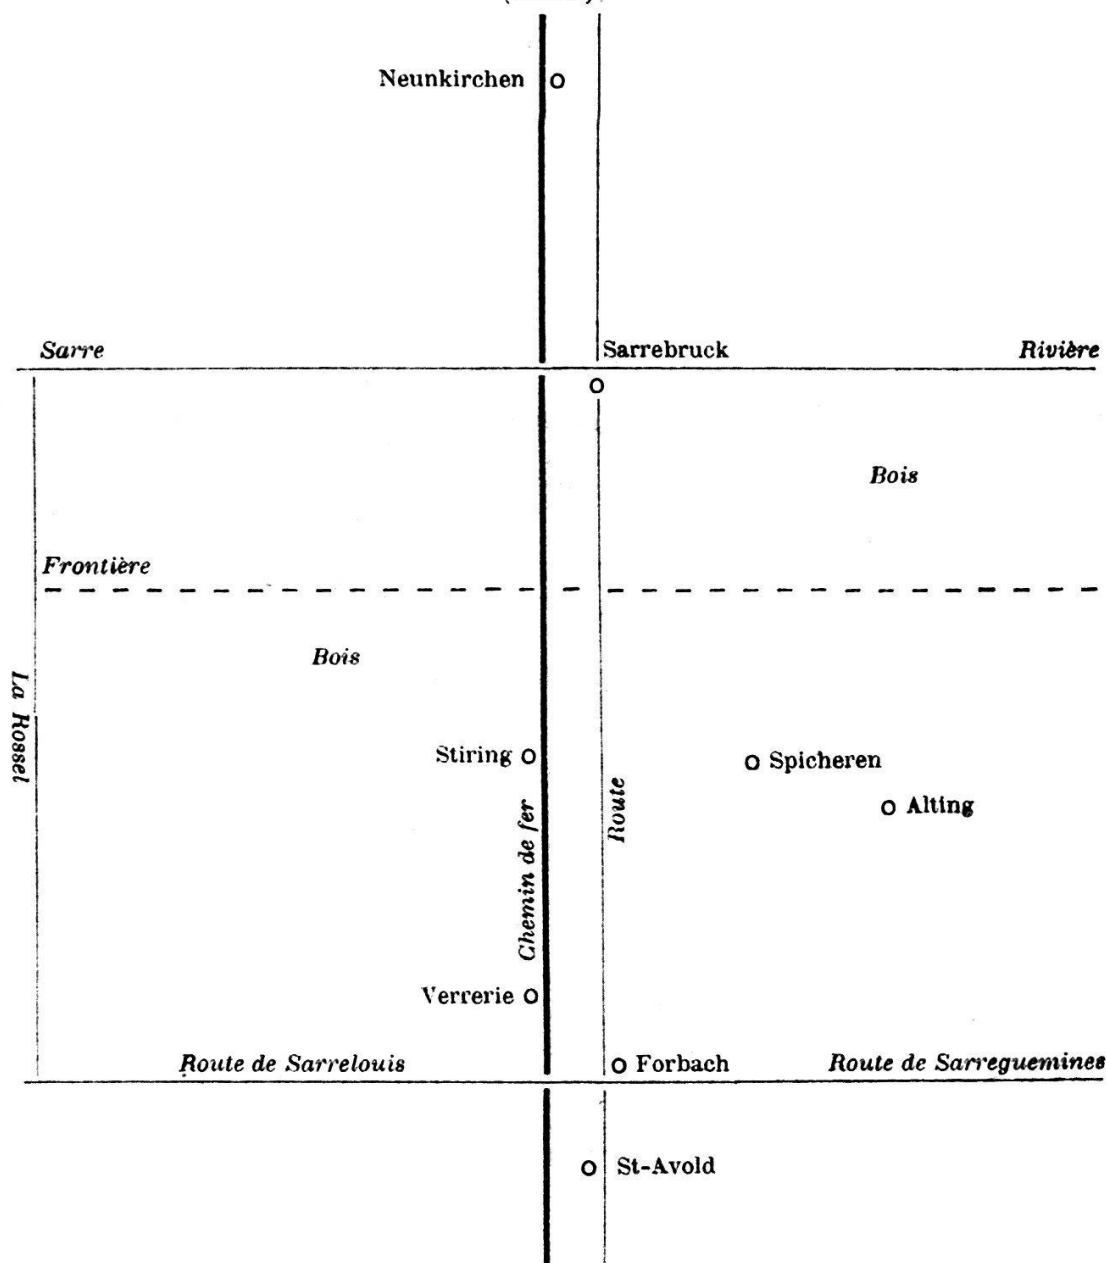 Neunkirchen
Sarre
Sarrebruck
Rivière
Bois
Frontière
Bois
La Rossel
Stiring
Spicheren
Alting
Route
Chemin de fer
Verrerie
Route de Sarrelouis
Forbach
Route de Sarreguemines
St-Avold